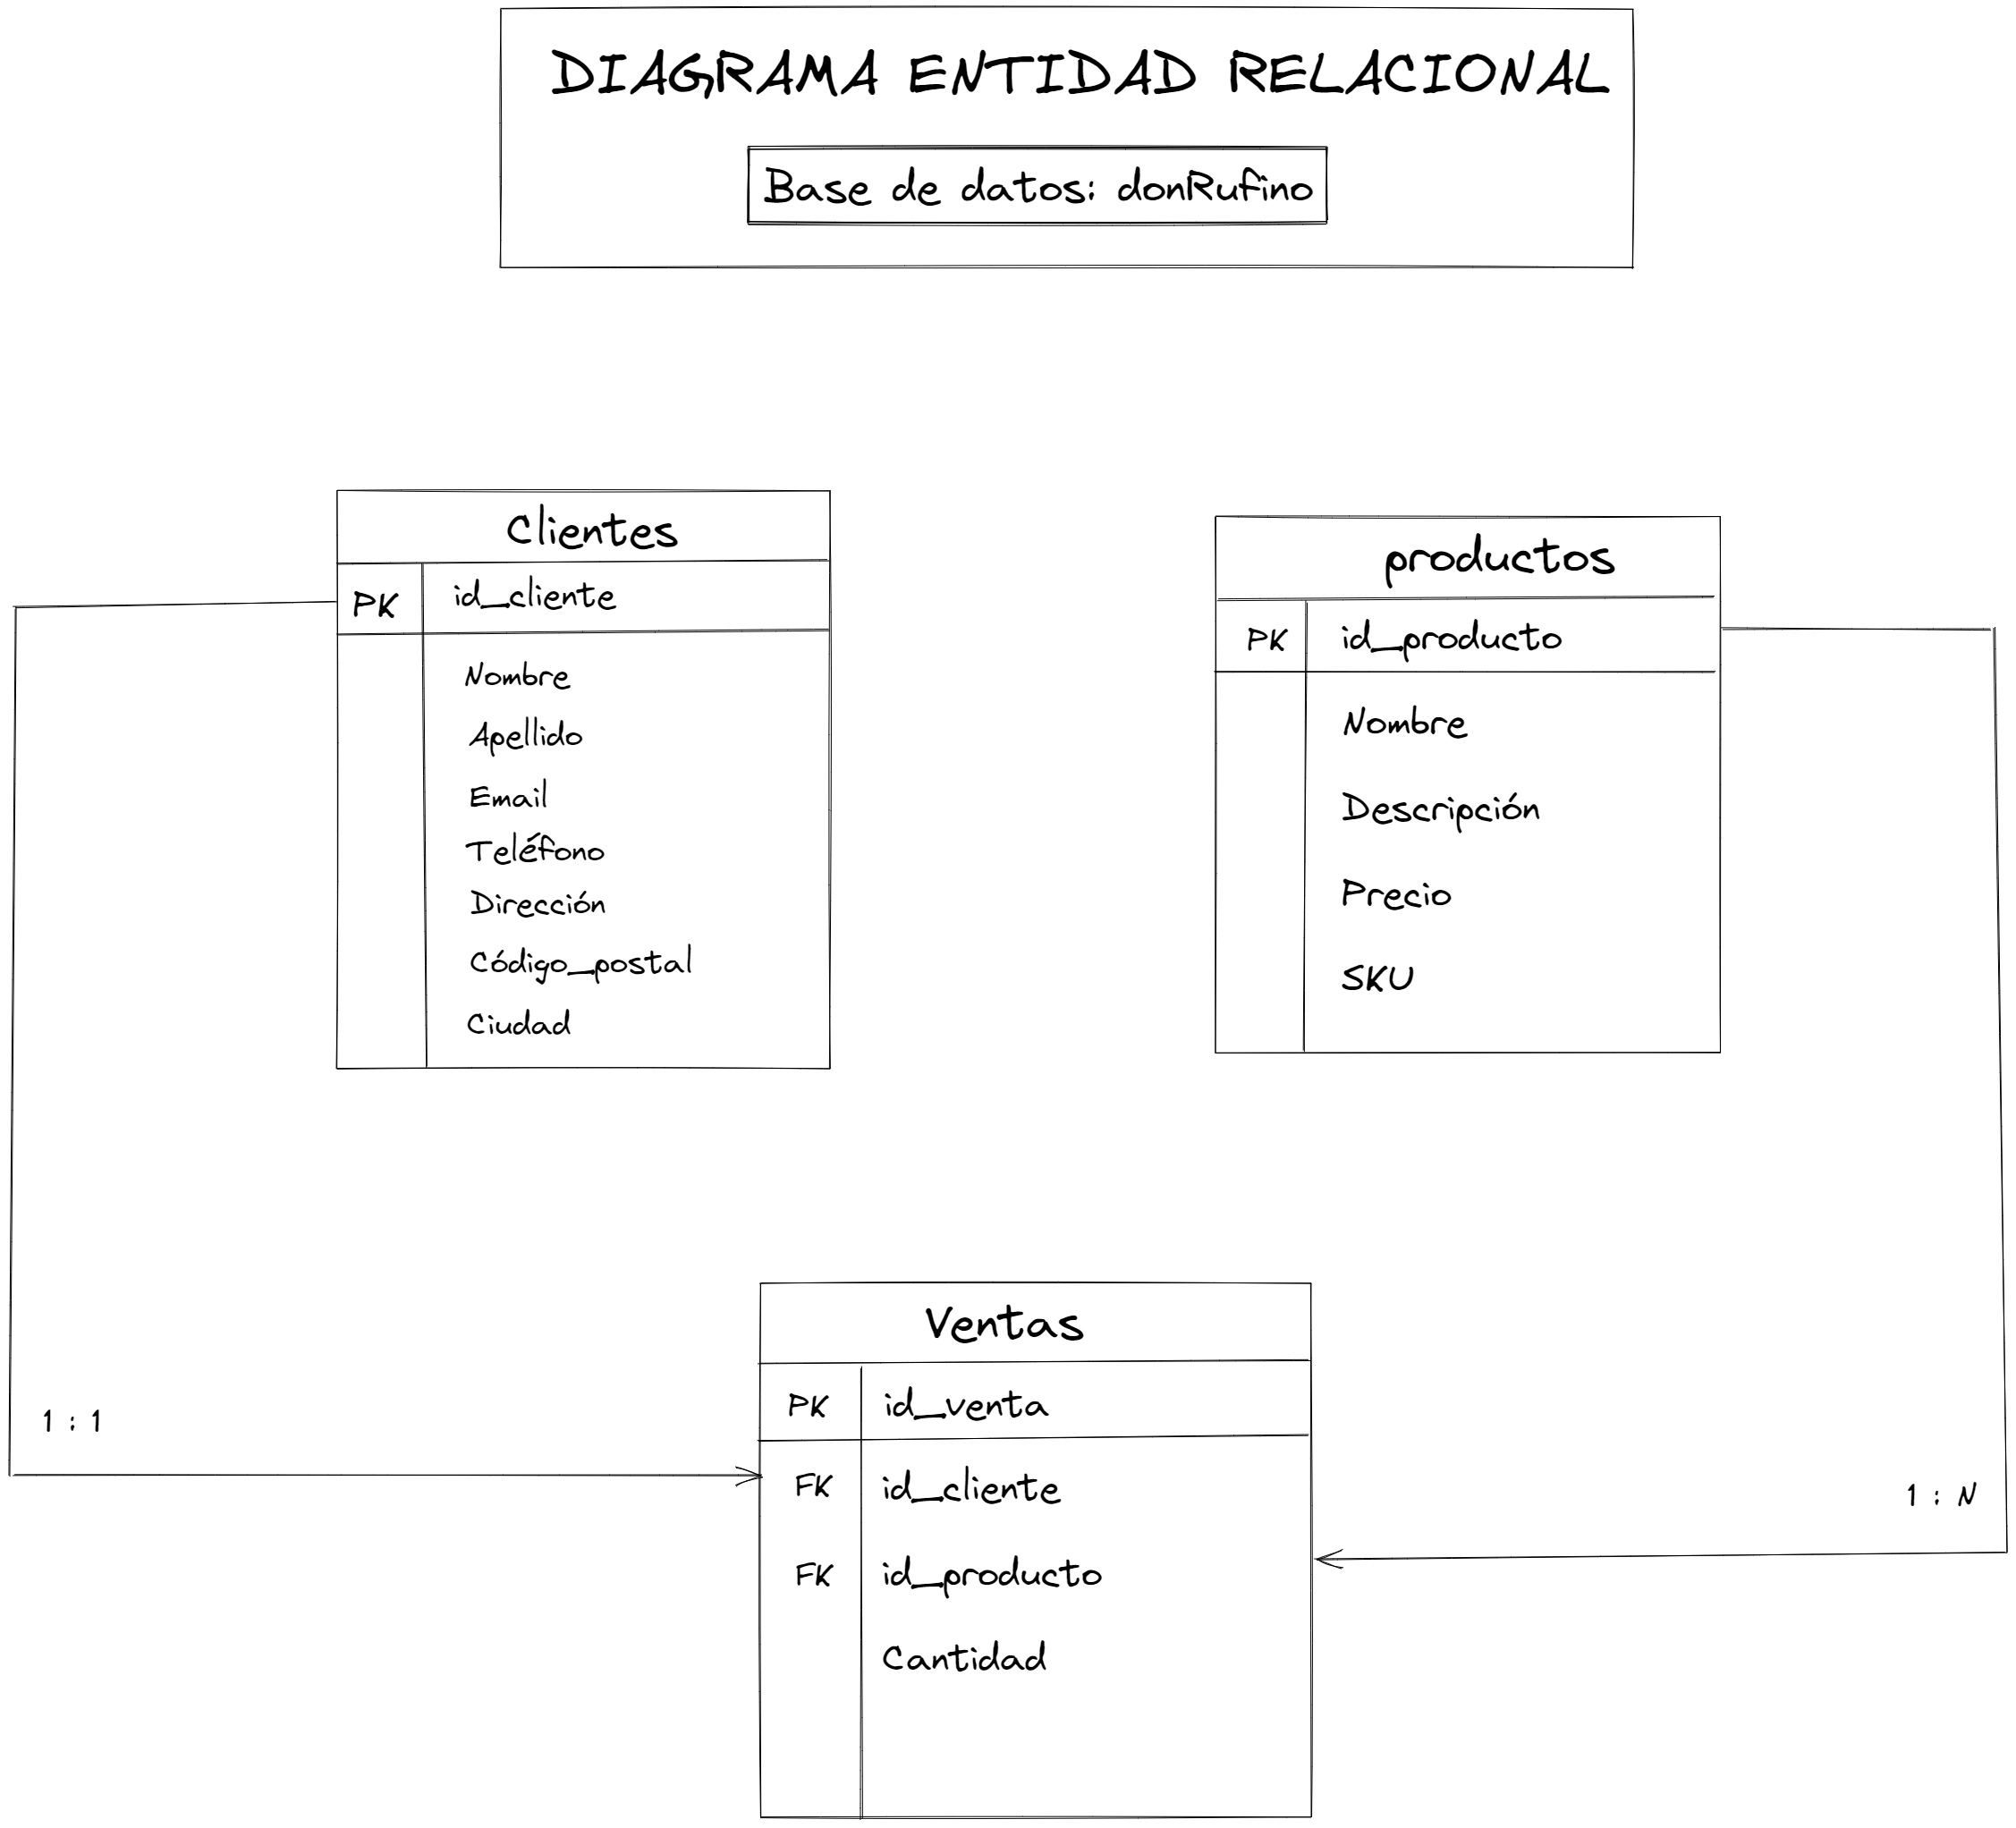 DIAGRAMA ENTIDAD RELACIONAL
Base de datos: donRufino
Clientes
PK id_cliente
Nombre
Apellido
Email
Teléfono
Dirección
Código_postal
Ciudad
productos
PK id_producto
Nombre
Descripción
Precio
SKU
Ventas
PK id_venta
FK id_cliente
FK id_producto
Cantidad
1 : 1
1 : N